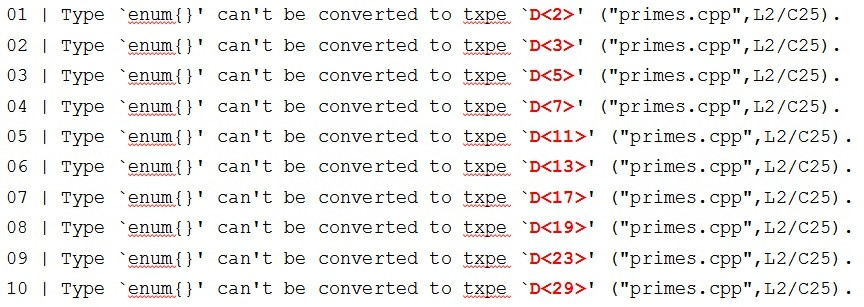 01 | Type `enum{}' can't be converted to txpe `D<2>' ("primes.cpp",L2/C25).
02 | Type `enum{}' can't be converted to txpe `D<3>' ("primes.cpp",L2/C25).
03 | Type `enum{}' can't be converted to txpe `D<5>' ("primes.cpp",L2/C25).
04 | Type `enum{}' can't be converted to txpe `D<7>' ("primes.cpp",L2/C25).
05 | Type `enum{}' can't be converted to txpe `D<11>' ("primes.cpp",L2/C25).
06 | Type `enum{}' can't be converted to txpe `D<13>' ("primes.cpp",L2/C25).
07 | Type `enum{}' can't be converted to txpe `D<17>' ("primes.cpp",L2/C25).
08 | Type `enum{}' can't be converted to txpe `D<19>' ("primes.cpp",L2/C25).
09 | Type `enum{}' can't be converted to txpe `D<23>' ("primes.cpp",L2/C25).
10 | Type `enum{}' can't be converted to txpe `D<29>' ("primes.cpp",L2/C25).